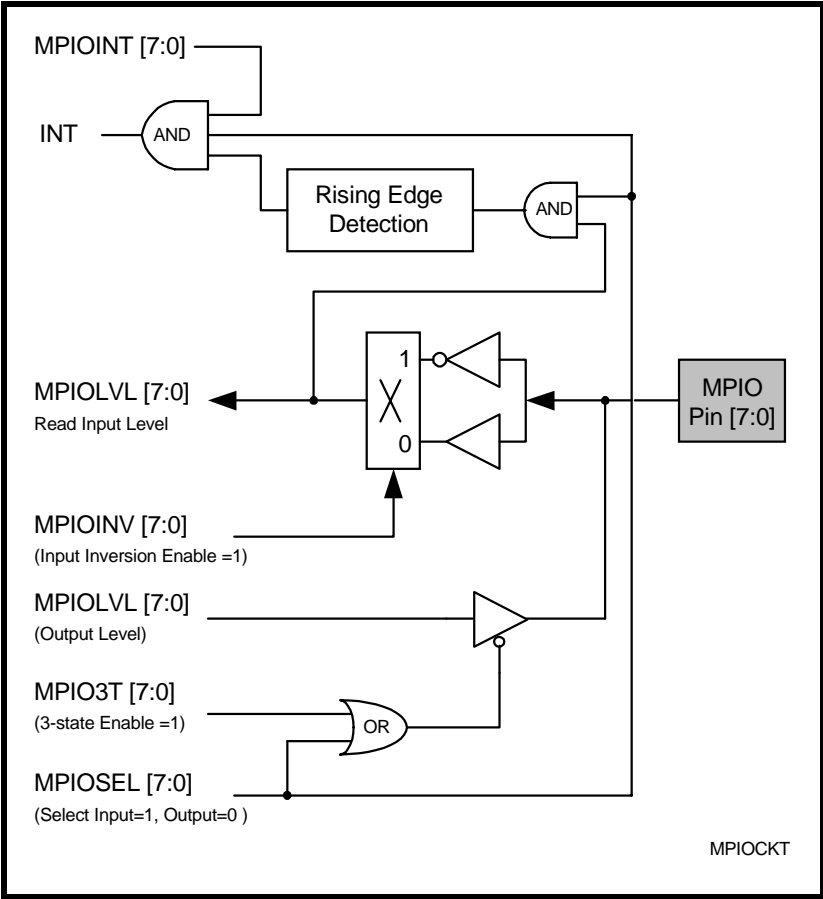 MPIOINT [7:0]
INT
AND
Rising Edge
Detection
AND
1
0
MPIOLVL [7:0]
Read Input Level
MPIO
Pin [7:0]
MPIOINV [7:0]
(Input Inversion Enable =1)
MPIOLVL [7:0]
(Output Level)
MPIO3T [7:0]
(3-state Enable =1)
OR
MPIOSEL [7:0]
(Select Input=1, Output=0 )
MPIOCKT